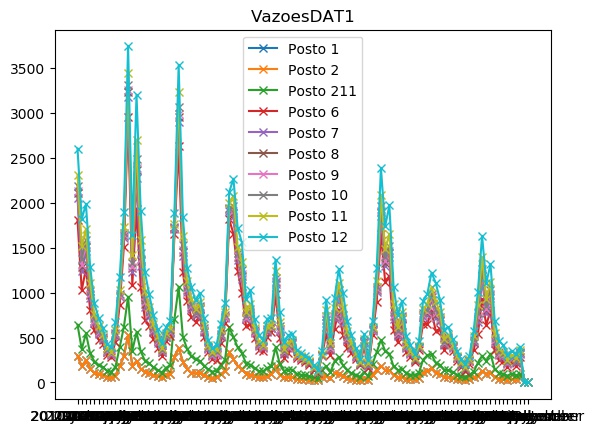 VazoesDAT1
3500
3000
2500
2000
1500
1000
500
0
Posto 1
Posto 2
Posto 211
Posto 6
Posto 7
Posto 8
Posto 9
Posto 10
Posto 11
Posto 12